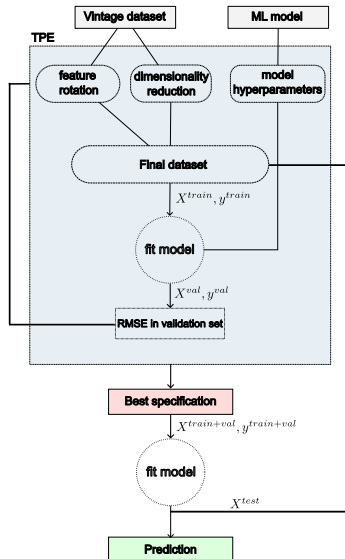 Vintage dataset
ML model
TPE
feature
rotation
dimensionality
reduction
model
hyperparameters
Final dataset
X^{train}, y^{train}
fit model
X^{val}, y^{val}
RMSE in validation set
Best specification
X^{train+val}, y^{train+val}
fit model
X^{test}
Prediction